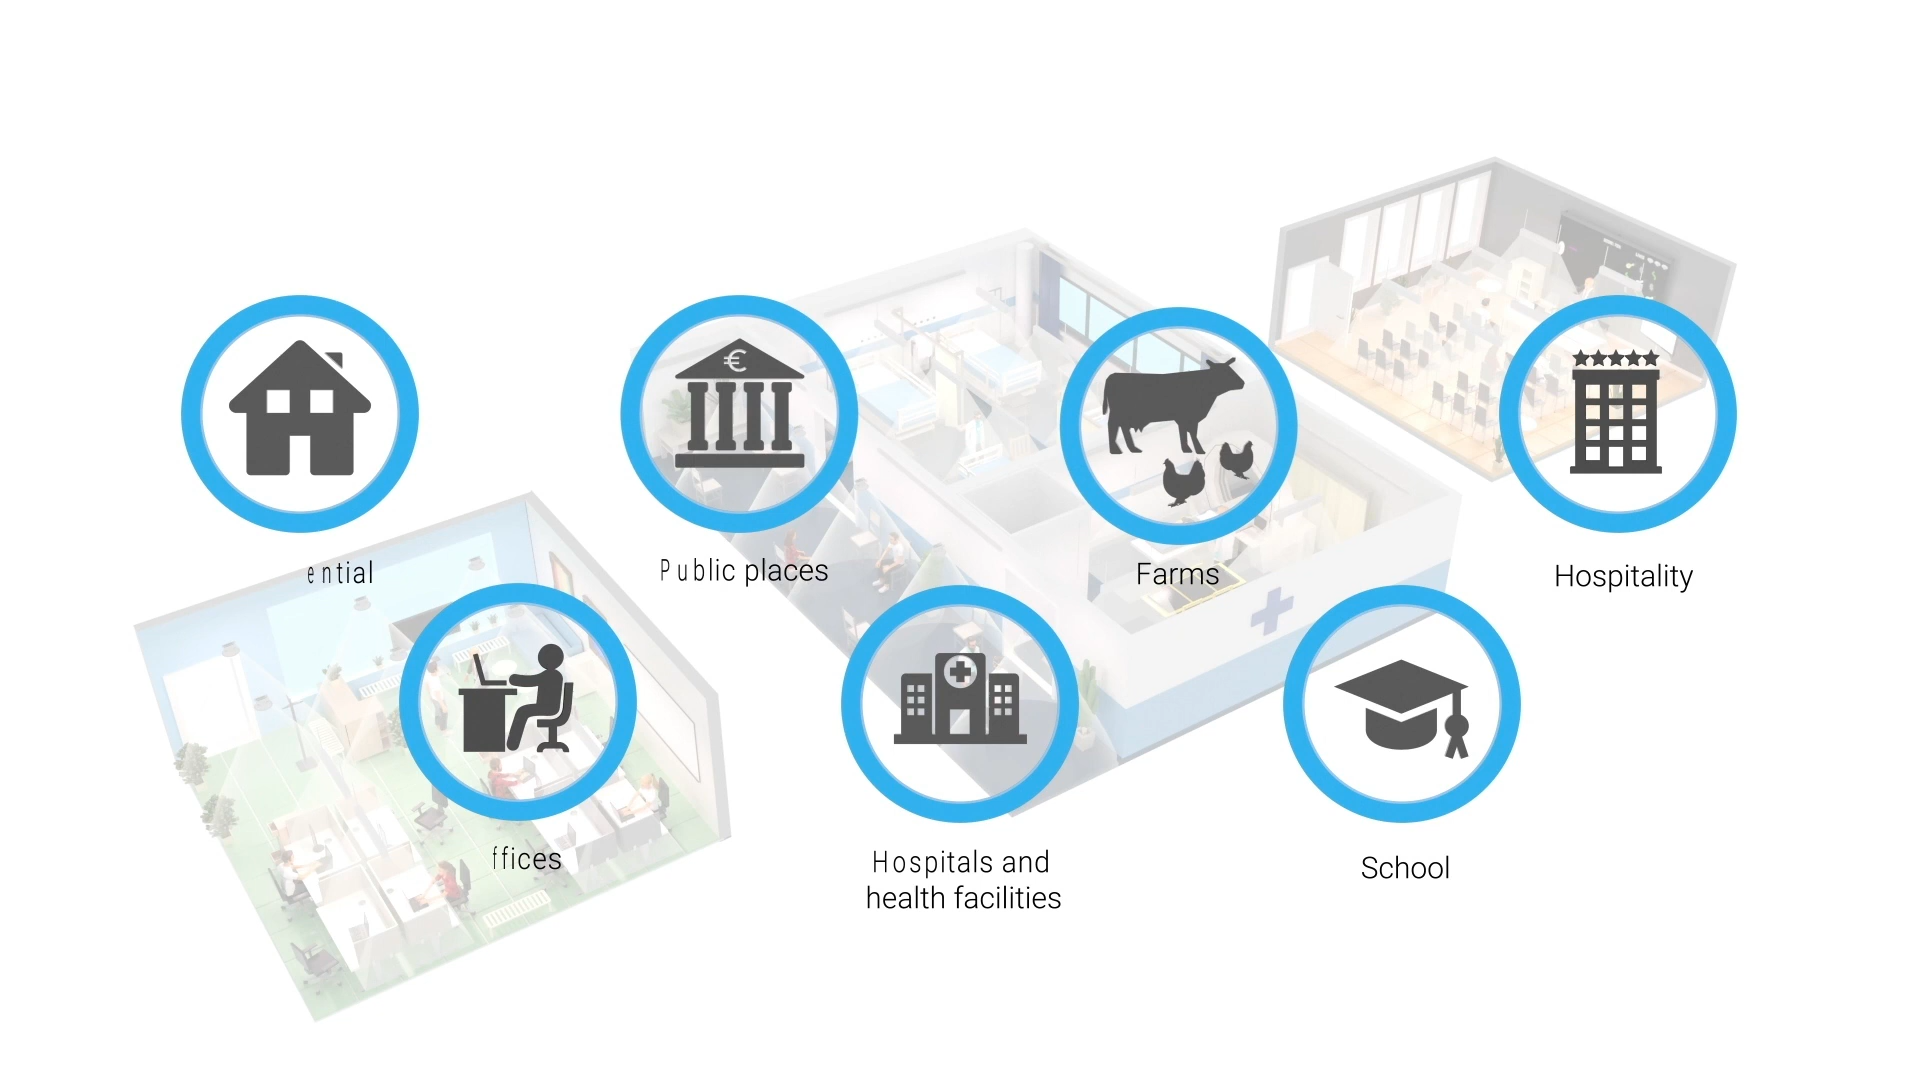 ential
Public places
Farms
Hospitality
ffices
Hospitals and
health facilities
School
€